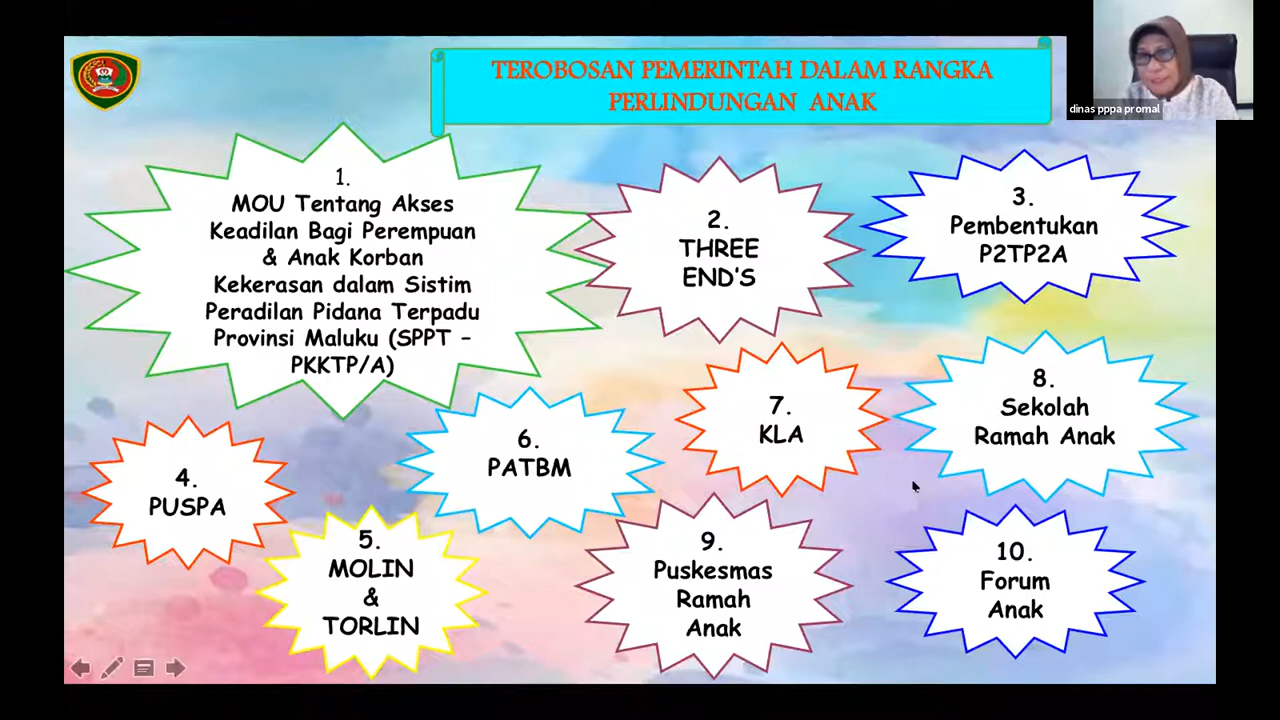 TEROBOSAN PEMERINTAH DALAM RANGKA
PERLINDUNGAN ANAK
dinas pppa promal
1.
MOU Tentang Akses
Keadilan Bagi Perempuan
& Anak Korban
Kekerasan dalam Sistim
Peradilan Pidana Terpadu
Provinsi Maluku (SPPT –
PKKTP/A)
2.
THREE
END'S
3.
Pembentukan
P2TP2A
4.
PUSPA
5.
MOLIN
&
TORLIN
6.
PATBM
7.
KLA
8.
Sekolah
Ramah Anak
9.
Puskesmas
Ramah
Anak
10.
Forum
Anak